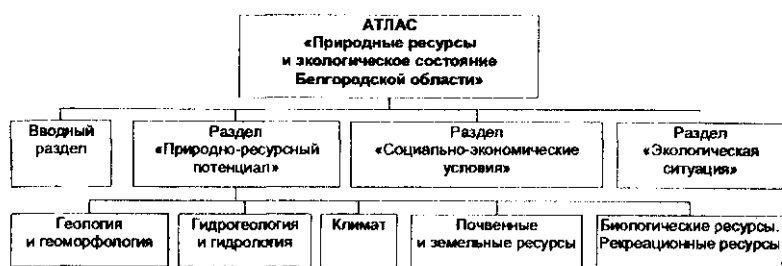 АТЛАС
«Природные ресурсы
и экологическое состояние
Белгородской области»
Вводный
раздел
Раздел
«Природно-ресурсный
потенциал»
Раздел
«Социально-экономические
условия»
Раздел
«Экологическая
ситуация»
Геология
и геоморфология
Гидрогеология
и гидрология
Климат
Почвенные
и земельные ресурсы
Биологические ресурсы.
Рекреационные ресурсы